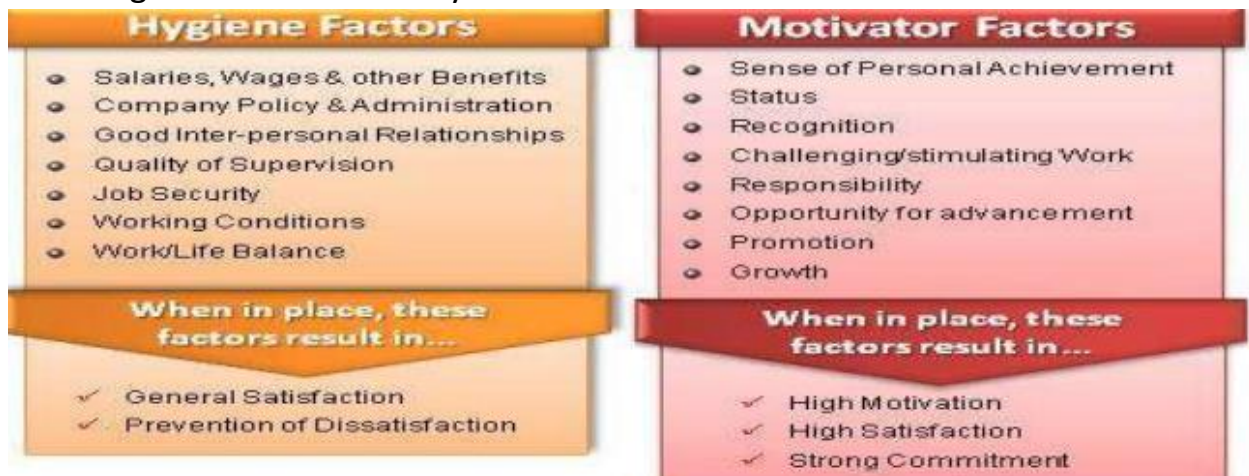 Hygiene Factors
Salaries, Wages & other Benefits
Company Policy & Administration
Good Inter-personal Relationships
Quality of Supervision
Job Security
Working Conditions
Work/Life Balance
When in place, these
factors result in...
General Satisfaction
Prevention of Dissatisfaction
Motivator Factors
Sense of Personal Achievement
Status
Recognition
Challenging/stimulating Work
Responsibility
Opportunity for advancement
Promotion
Growth
When in place, these
factors result in...
High Motivation
High Satisfaction
Strong Commitment